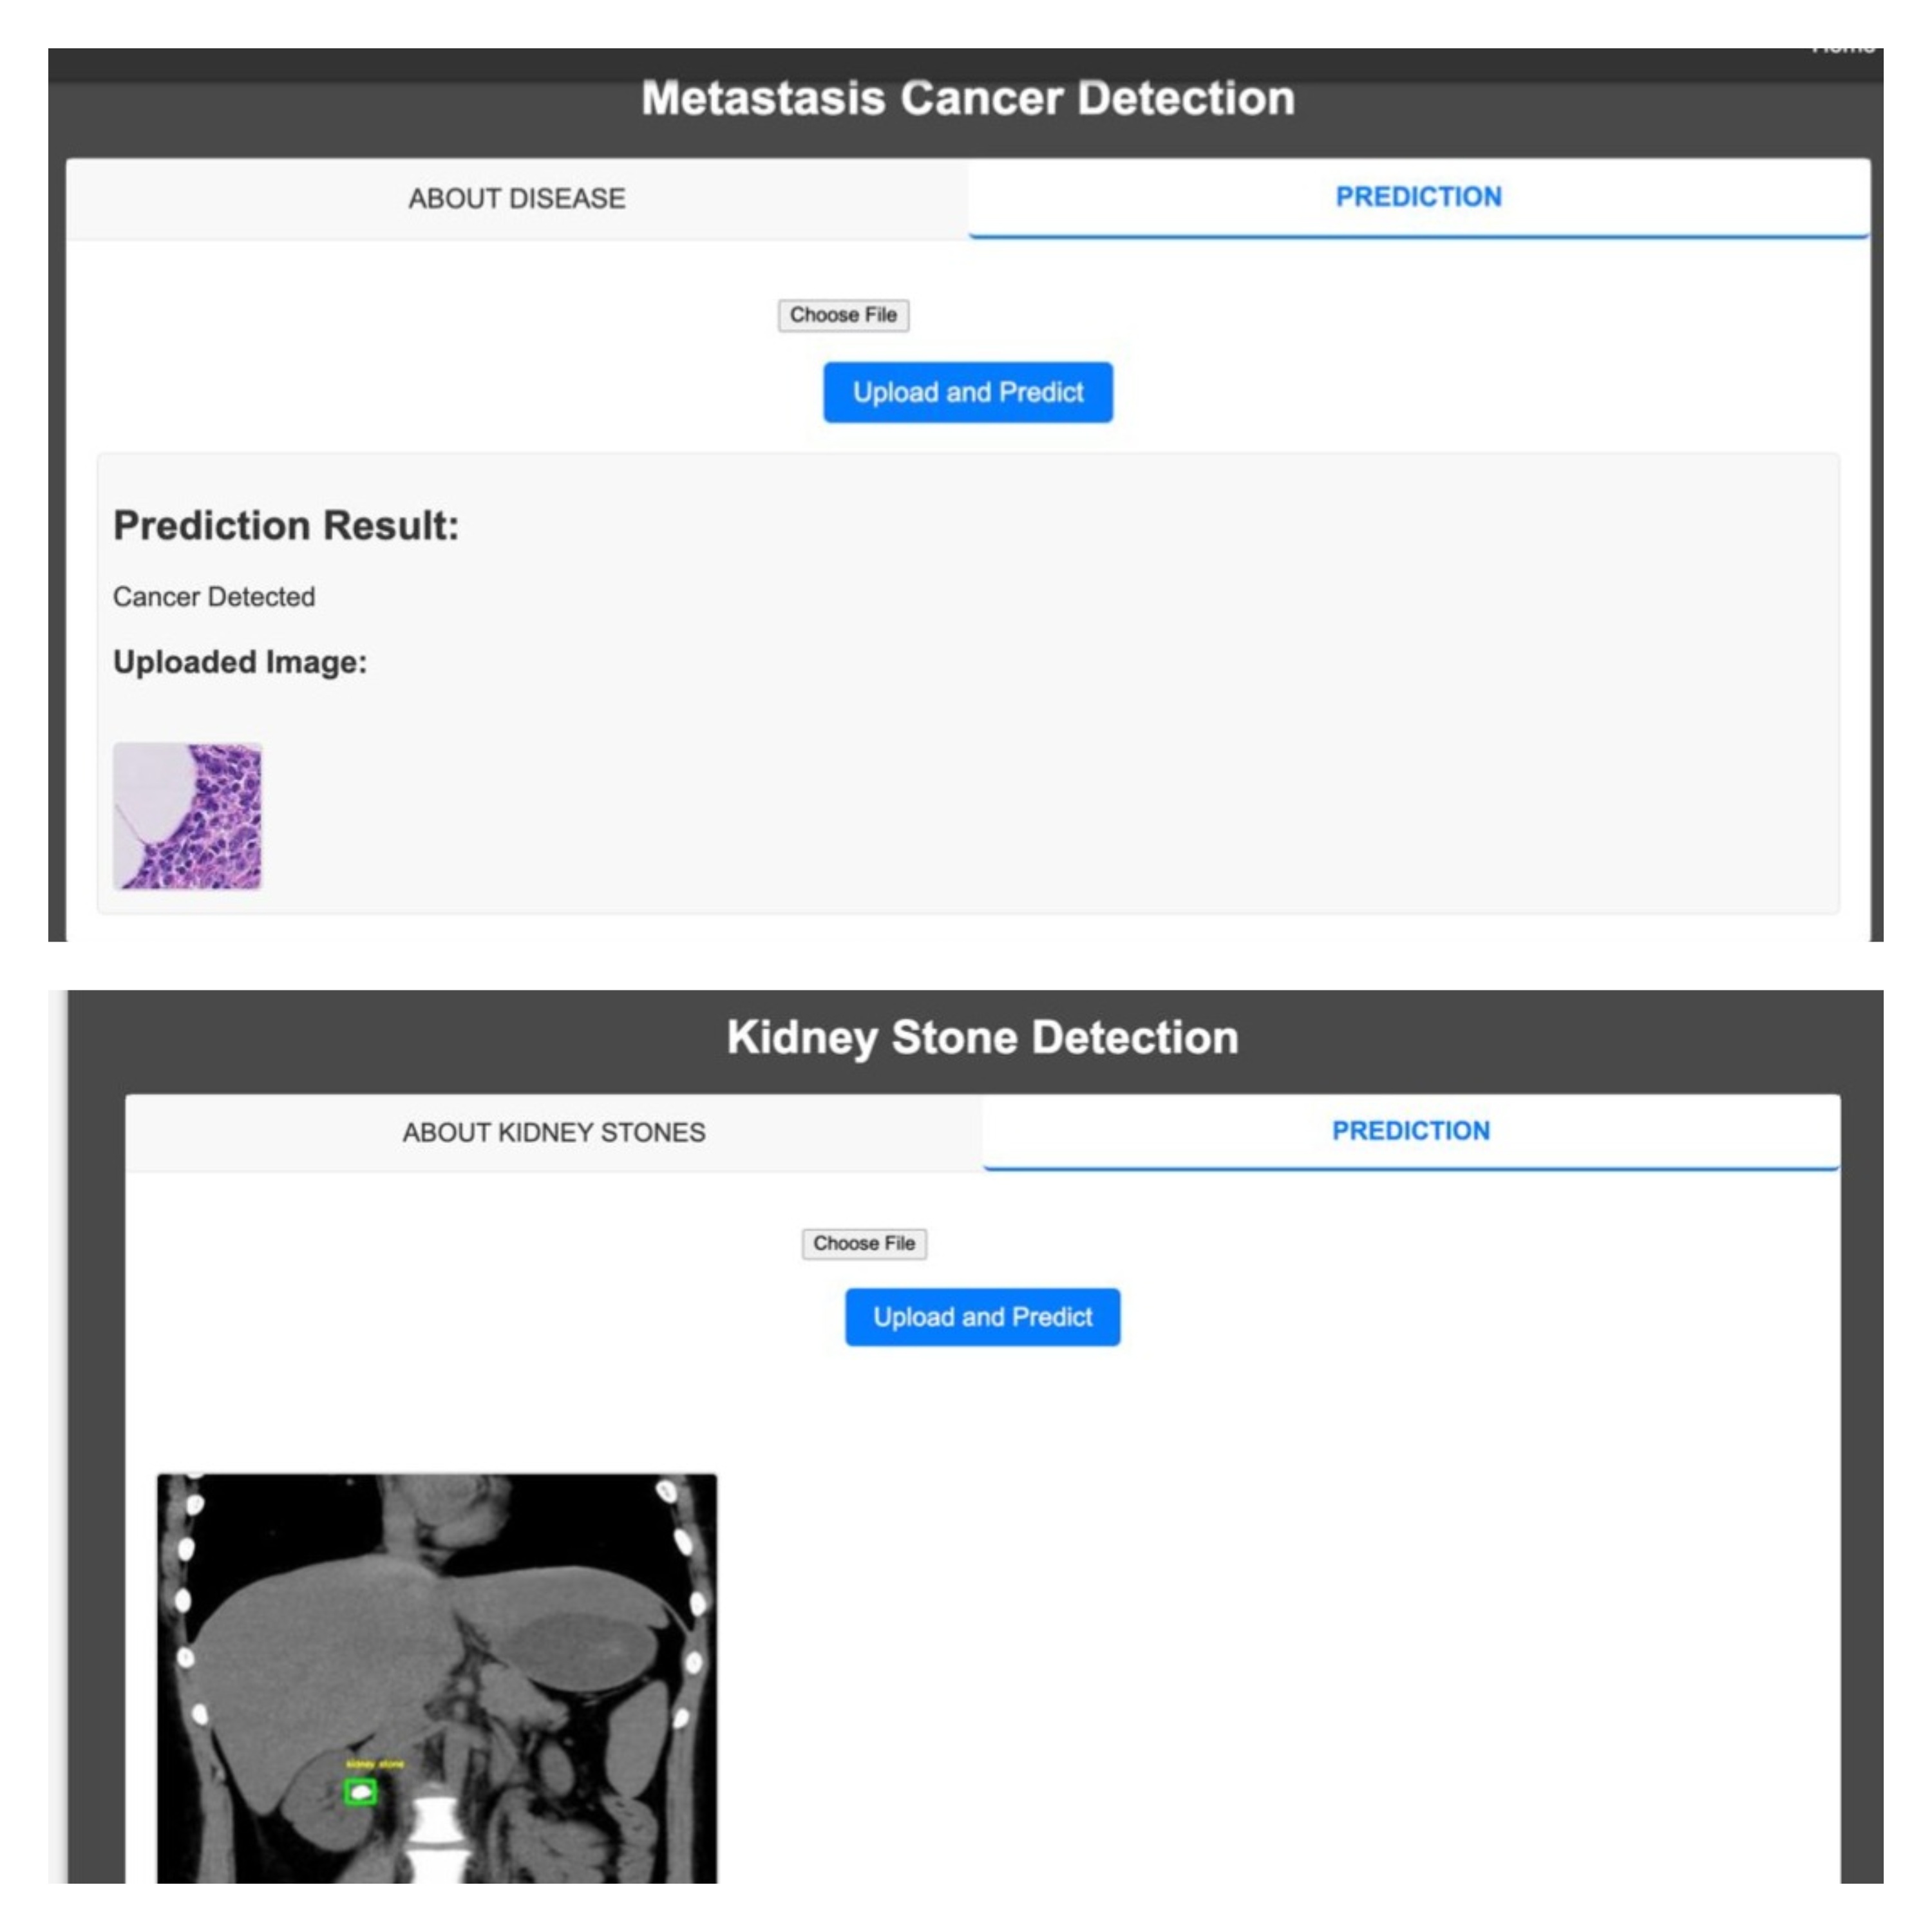 Home
Metastasis Cancer Detection
ABOUT DISEASE
PREDICTION
Choose File
Upload and Predict
Prediction Result:
Cancer Detected
Uploaded Image:
Kidney Stone Detection
ABOUT KIDNEY STONES
PREDICTION
Choose File
Upload and Predict
kidney stone